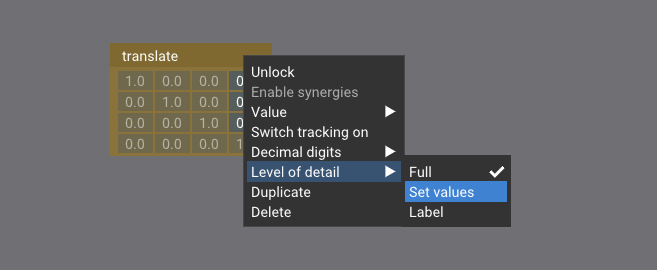 translate
1.0 0.0 0.0 0
0.0 1.0 0.0 0
0.0 0.0 1.0 0
0.0 0.0 0.0 1
Unlock
Enable synergies
Value
Switch tracking on
Decimal digits
Level of detail
Duplicate
Delete
Full
Set values
Label